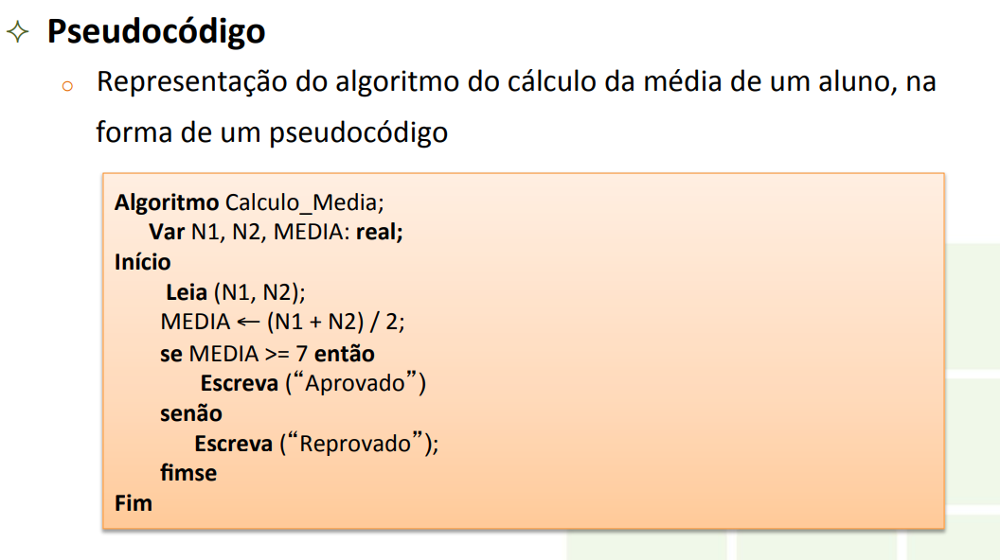 Pseudocódigo
Representação do algoritmo do cálculo da média de um aluno, na
forma de um pseudocódigo
Algoritmo Calculo_Media;
Var N1, N2, MEDIA: real;
Início
Leia (N1, N2);
MEDIA ← (N1 + N2) / 2;
se MEDIA >= 7 então
Escreva (“Aprovado”)
senão
Escreva (“Reprovado”);
fimse
Fim